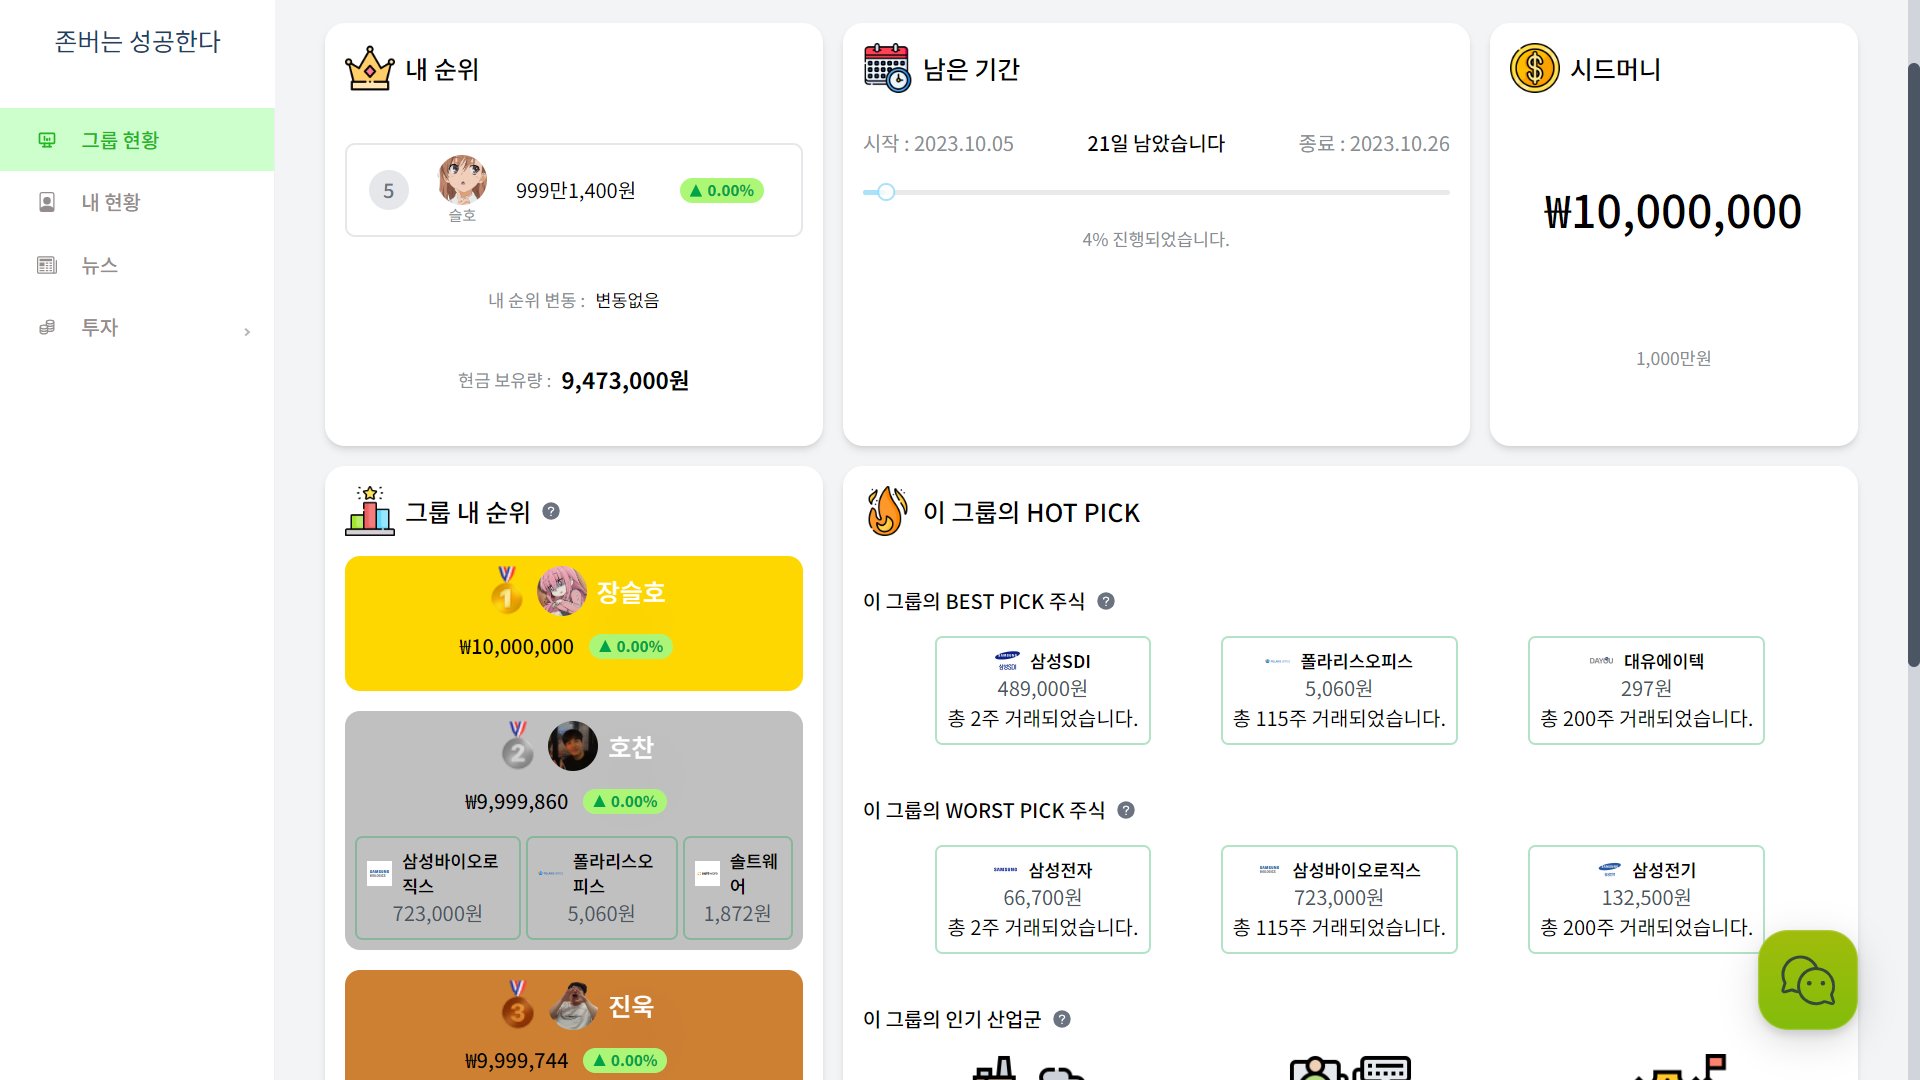 존버는 성공한다
그룹 현황
내 현황
뉴스
투자
내 순위
5
슬호
999만1,400원
▲ 0.00%
내 순위 변동 : 변동없음
현금 보유량 : 9,473,000원
남은 기간
시작 : 2023.10.05
21일 남았습니다
종료 : 2023.10.26
4% 진행되었습니다.
시드머니
₩10,000,000
1,000만원
그룹 내 순위 ?
1 장슬호
₩10,000,000 ▲ 0.00%
2 호찬
₩9,999,860 ▲ 0.00%
삼성바이오로
직스
723,000원
폴라리스오
피스
5,060원
솔트웨
어
1,872원
3 진욱
₩9,999,744 ▲ 0.00%
이 그룹의 HOT PICK
이 그룹의 BEST PICK 주식 ?
SAMSUNG
삼성SDI
삼성SDI
489,000원
총 2주 거래되었습니다.
폴라리스오피스
5,060원
총 115주 거래되었습니다.
DAYOU 대유에이텍
297원
총 200주 거래되었습니다.
이 그룹의 WORST PICK 주식 ?
SAMSUNG 삼성전자
66,700원
총 2주 거래되었습니다.
SAMSUNG
삼성바이오로직스
723,000원
총 115주 거래되었습니다.
삼성전기
132,500원
총 200주 거래되었습니다.
이 그룹의 인기 산업군 ?